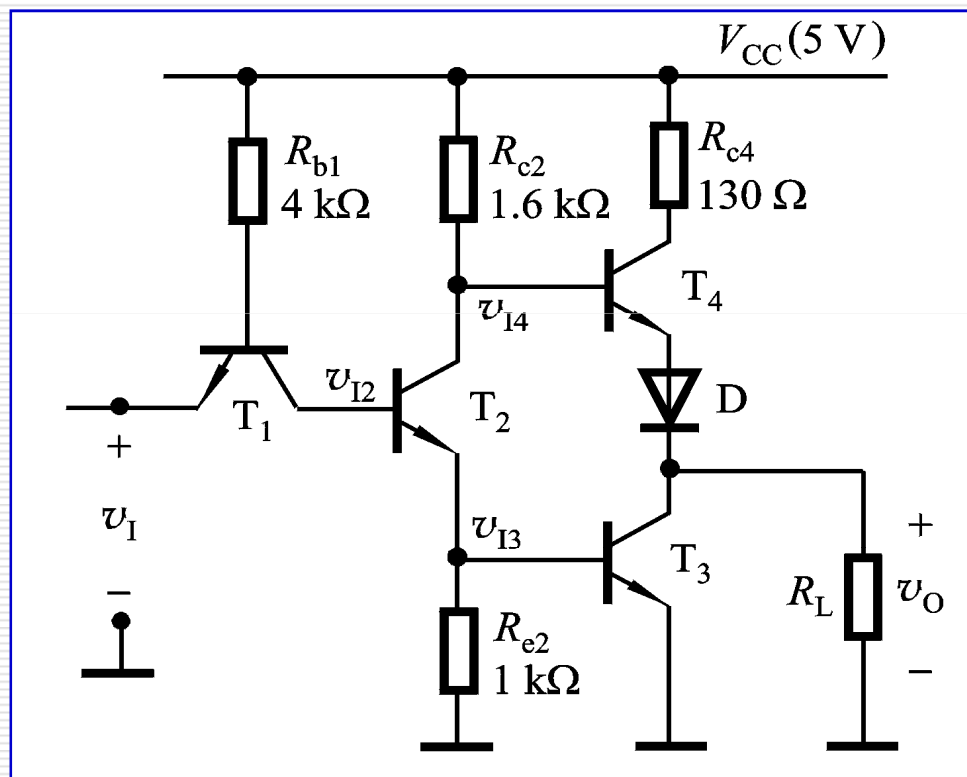 VCC (5 V)
Rb1
4 kΩ
Rc2
1.6 kΩ
Rc4
130 Ω
T4
vI4
vI2
T1
T2
D
+
vI
−
vI3
T3
Re2
1 kΩ
RL
+
vO
−